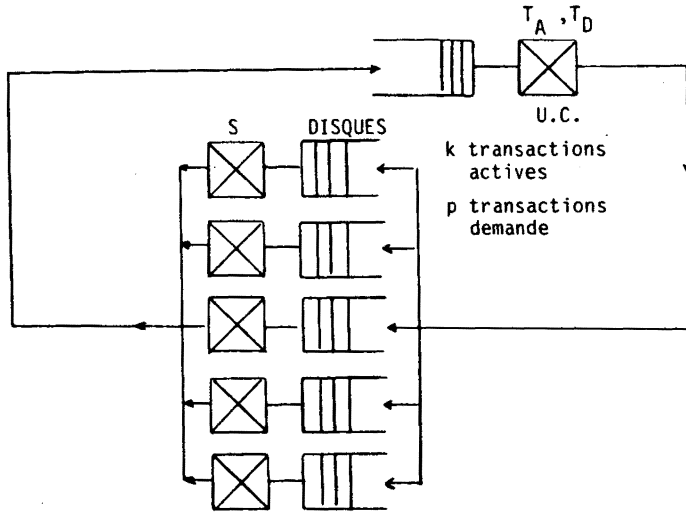 T_A , T_D
U.C.
S DISQUES
k transactions
actives
p transactions
demande